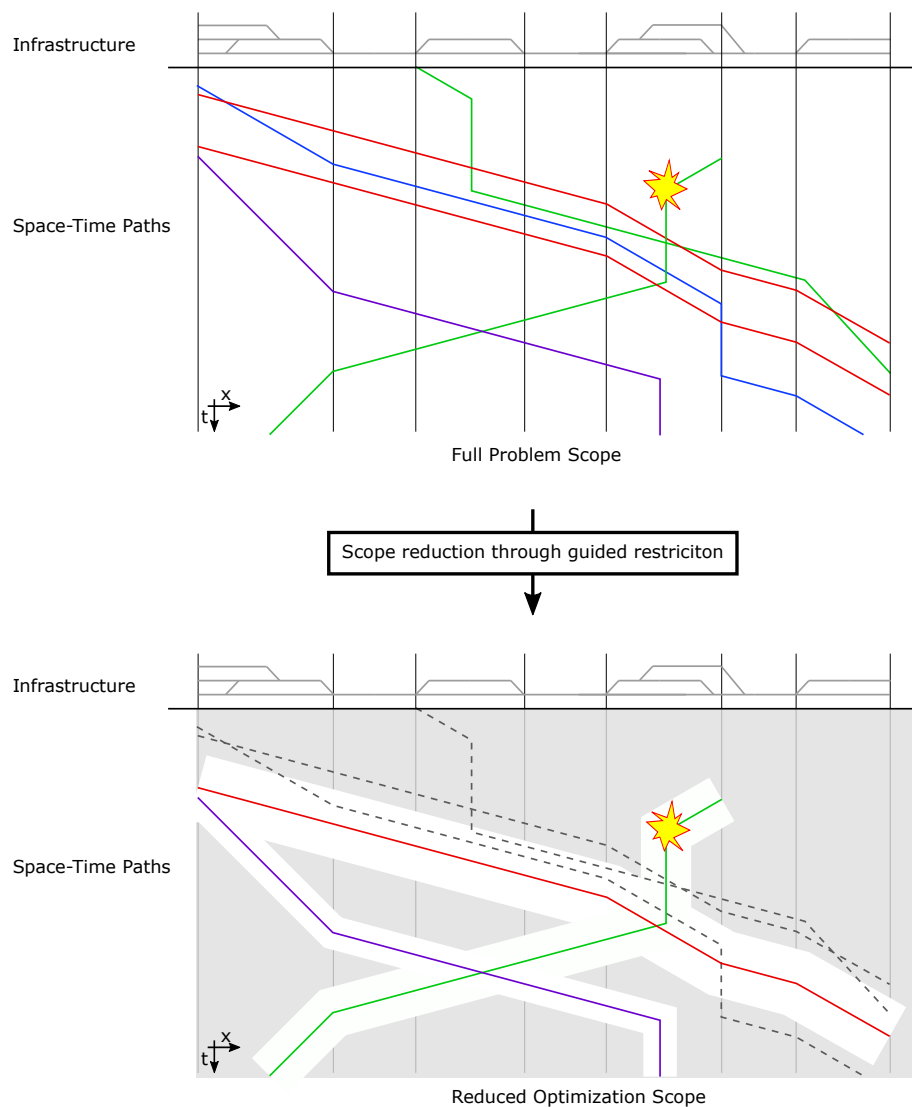 Infrastructure
Space-Time Paths
x
t
Full Problem Scope
Scope reduction through guided restriciton
Infrastructure
Space-Time Paths
x
t
Reduced Optimization Scope